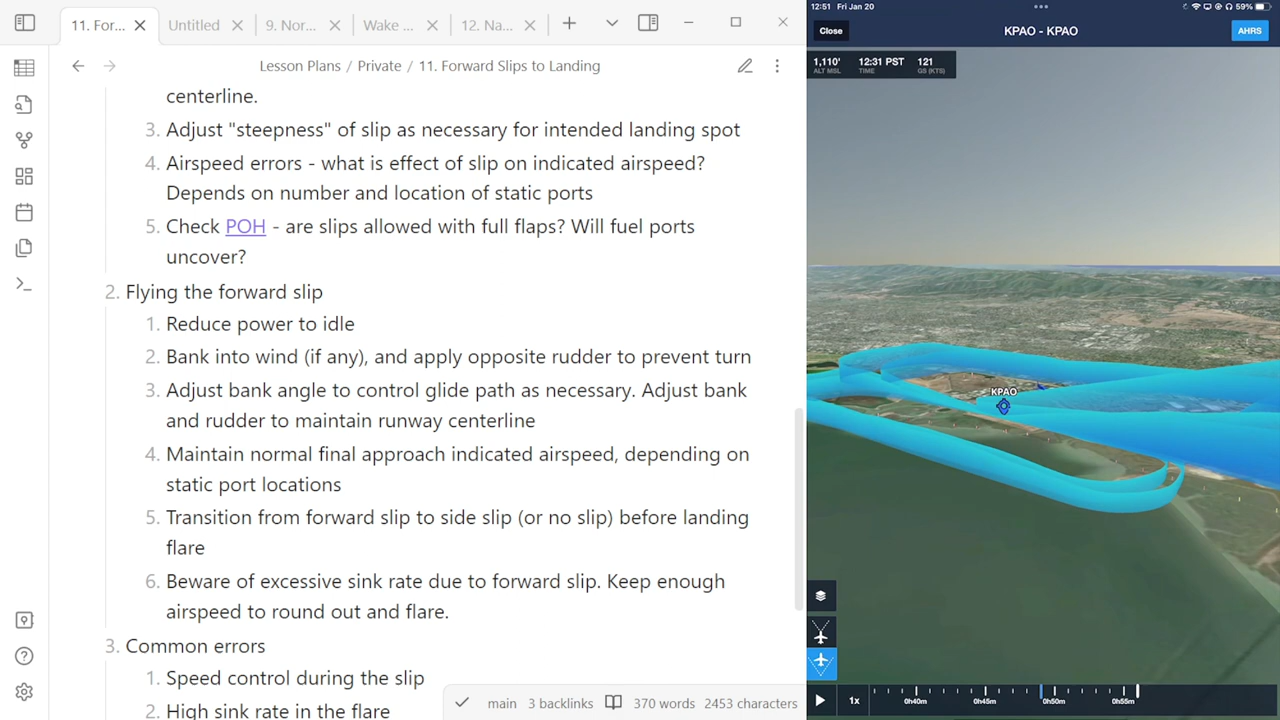 11. For...
Untitled
9. Nor...
Wake ...
12. Na...
Lesson Plans / Private / 11. Forward Slips to Landing
centerline.
3. Adjust "steepness" of slip as necessary for intended landing spot
4. Airspeed errors - what is effect of slip on indicated airspeed?
Depends on number and location of static ports
5. Check POH - are slips allowed with full flaps? Will fuel ports
uncover?
2. Flying the forward slip
1. Reduce power to idle
2. Bank into wind (if any), and apply opposite rudder to prevent turn
3. Adjust bank angle to control glide path as necessary. Adjust bank
and rudder to maintain runway centerline
4. Maintain normal final approach indicated airspeed, depending on
static port locations
5. Transition from forward slip to side slip (or no slip) before landing
flare
6. Beware of excessive sink rate due to forward slip. Keep enough
airspeed to round out and flare.
3. Common errors
1. Speed control during the slip
2. High sink rate in the flare
main
3 backlinks
370 words
2453 characters
12:51 Fri Jan 20
59%
Close
KPAO - KPAO
AHRS
1,110' 12:31 PST 121
ALT MSL TIME GS (KTS)
KPAO
1x
0h40m 0h45m 0h50m 0h55m